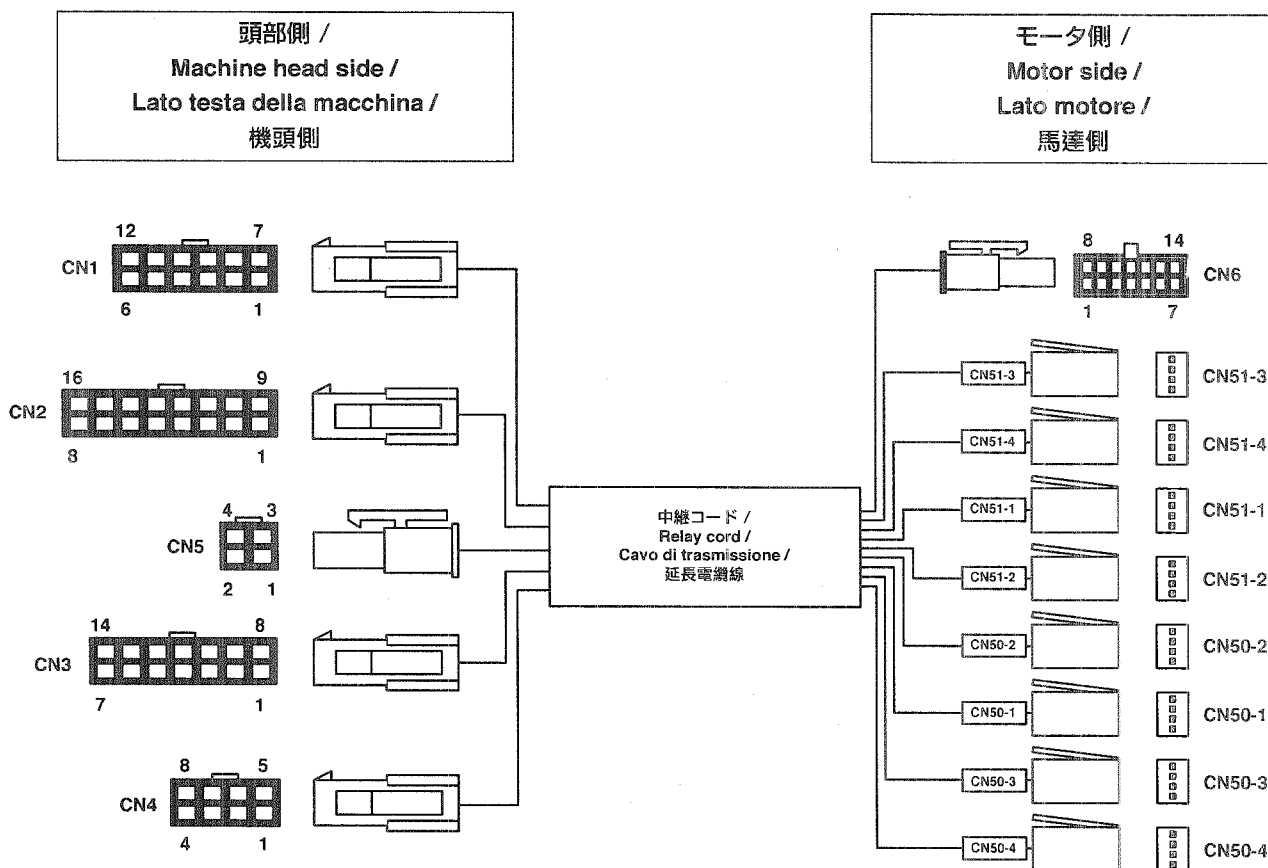 頭部側 /
Machine head side /
Lato testa della macchina /
機頭側
モータ側 /
Motor side /
Lato motore /
馬達側
12 7
CN1
6 1
16 9
CN2
8 1
4 3
CN5
2 1
14 8
CN3
7 1
8 5
CN4
4 1
中継コード /
Relay cord /
Cavo di trasmissione /
延長電纜線
8 14
CN6
1 7
CN51-3 CN51-3
CN51-4 CN51-4
CN51-1 CN51-1
CN51-2 CN51-2
CN50-2 CN50-2
CN50-1 CN50-1
CN50-3 CN50-3
CN50-4 CN50-4